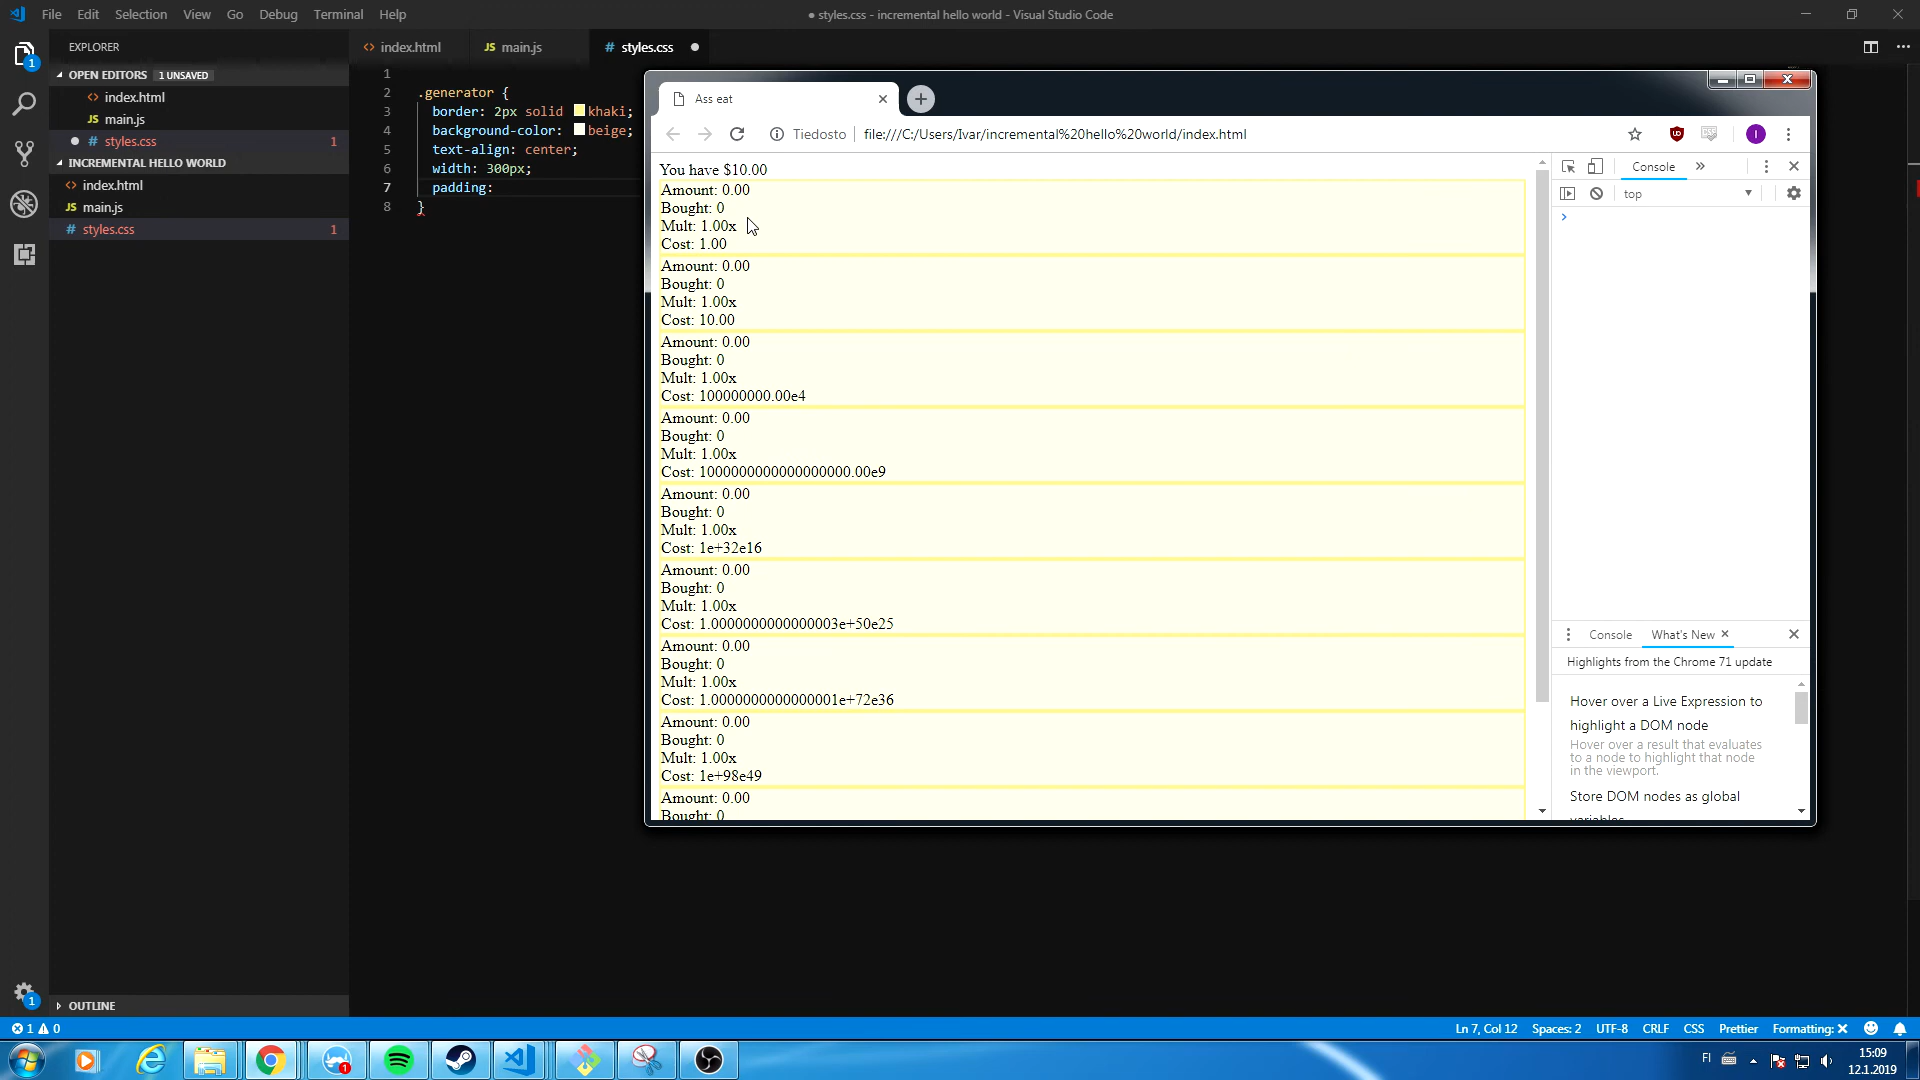 File Edit Selection View Go Debug Terminal Help
● styles.css - incremental hello world - Visual Studio Code
EXPLORER
OPEN EDITORS 1 UNSAVED
<> index.html
JS main.js
● # styles.css 1
INCREMENTAL HELLO WORLD
<> index.html
JS main.js
# styles.css 1
OUTLINE
<> index.html JS main.js # styles.css ●
1
2 .generator {
3 border: 2px solid khaki;
4 background-color: beige;
5 text-align: center;
6 width: 300px;
7 padding:
8 }
Ass eat
Tiedosto file:///C:/Users/Ivar/incremental%20hello%20world/index.html
I
You have $10.00
Amount: 0.00
Bought: 0
Mult: 1.00x
Cost: 1.00
Amount: 0.00
Bought: 0
Mult: 1.00x
Cost: 10.00
Amount: 0.00
Bought: 0
Mult: 1.00x
Cost: 100000000.00e4
Amount: 0.00
Bought: 0
Mult: 1.00x
Cost: 1000000000000000000.00e9
Amount: 0.00
Bought: 0
Mult: 1.00x
Cost: 1e+32e16
Amount: 0.00
Bought: 0
Mult: 1.00x
Cost: 1.0000000000000003e+50e25
Amount: 0.00
Bought: 0
Mult: 1.00x
Cost: 1.0000000000000001e+72e36
Amount: 0.00
Bought: 0
Mult: 1.00x
Cost: 1e+98e49
Amount: 0.00
Bought: 0
Console »
top
>
Console What's New
Highlights from the Chrome 71 update
Hover over a Live Expression to
highlight a DOM node
Hover over a result that evaluates
to a node to highlight that node
in the viewport.
Store DOM nodes as global
variables
1 0
Ln 7, Col 12 Spaces: 2 UTF-8 CRLF CSS Prettier Formatting: ✕
FI
15:09
12.1.2019